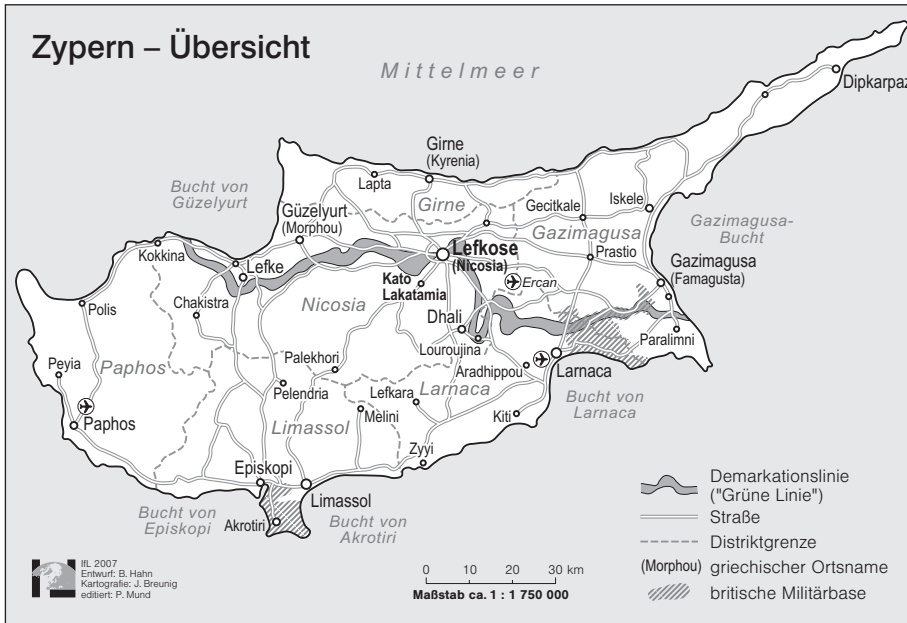 Zypern – Übersicht
Mittelmeer
Dipkarpaz
Girne
(Kyrenia)
Lapta
Bucht von
Güzelyurt
Girne
Gecitkale
Iskele
Güzelyurt
(Morphou)
Gazimagusa
Gazimagusa-
Bucht
Kokkina
Lefkose
(Nicosia)
Prastio
Lefke
Gazimagusa
(Famagusta)
Ercan
Kato
Lakatamia
Chakistra
Nicosia
Polis
Dhali
Paralimni
Palekhori
Louroujina
Peyia
Paphos
Aradhippou
Larnaca
Pelendria
Lefkara
Larnaca
Bucht von
Larnaca
Melini
Kiti
Paphos
Limassol
Zyyi
Episkopi
Limassol
Bucht von
Episkopi
Akrotiri
Bucht von
Akrotiri
Demarkationslinie
("Grüne Linie")
Straße
Distriktgrenze
(Morphou) griechischer Ortsname
britische Militärbase
IfL 2007
Entwurf: B. Hahn
Kartografie: J. Breunig
editiert: P. Mund
0 10 20 30 km
Maßstab ca. 1 : 1 750 000